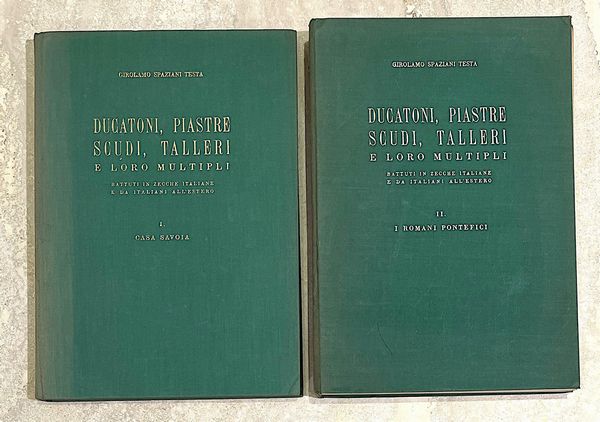 GIROLAMO SPAZIANI TESTA
DUCATONI, PIASTRE
SCUDI, TALLERI
E LORO MULTIPLI
BATTUTI IN ZECCHE ITALIANE
E DA ITALIANI ALL'ESTERO
I.
CASA SAVOIA
GIROLAMO SPAZIANI TESTA
DUCATONI, PIASTRE
SCUDI, TALLERI
E LORO MULTIPLI
BATTUTI IN ZECCHE ITALIANE
E DA ITALIANI ALL'ESTERO
II.
I ROMANI PONTEFICI